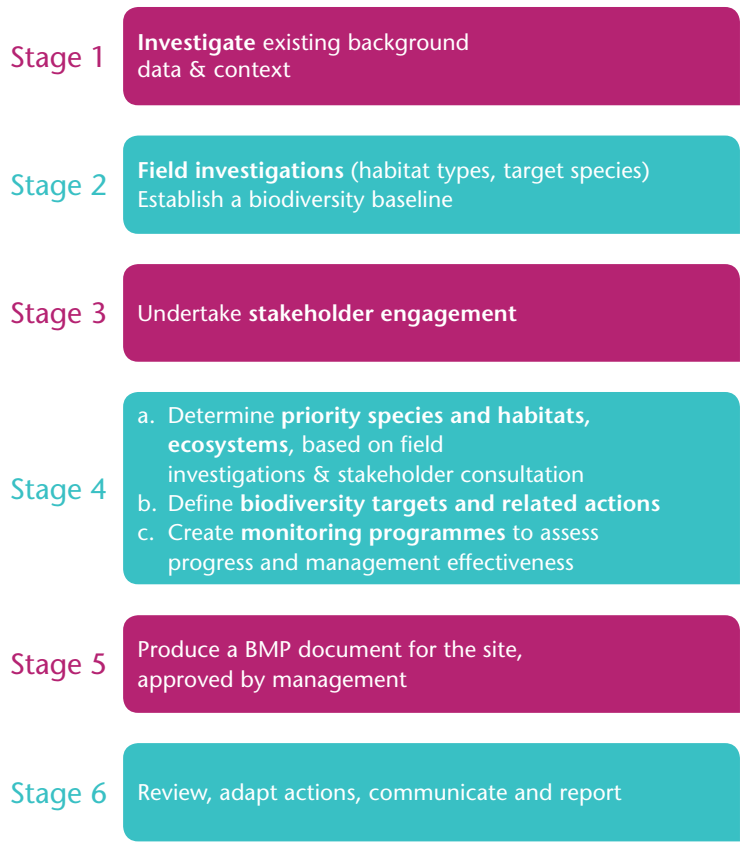 Stage 1
Investigate existing background
data & context
Stage 2
Field investigations (habitat types, target species)
Establish a biodiversity baseline
Stage 3
Undertake stakeholder engagement
Stage 4
a. Determine priority species and habitats,
ecosystems, based on field
investigations & stakeholder consultation
b. Define biodiversity targets and related actions
c. Create monitoring programmes to assess
progress and management effectiveness
Stage 5
Produce a BMP document for the site,
approved by management
Stage 6
Review, adapt actions, communicate and report